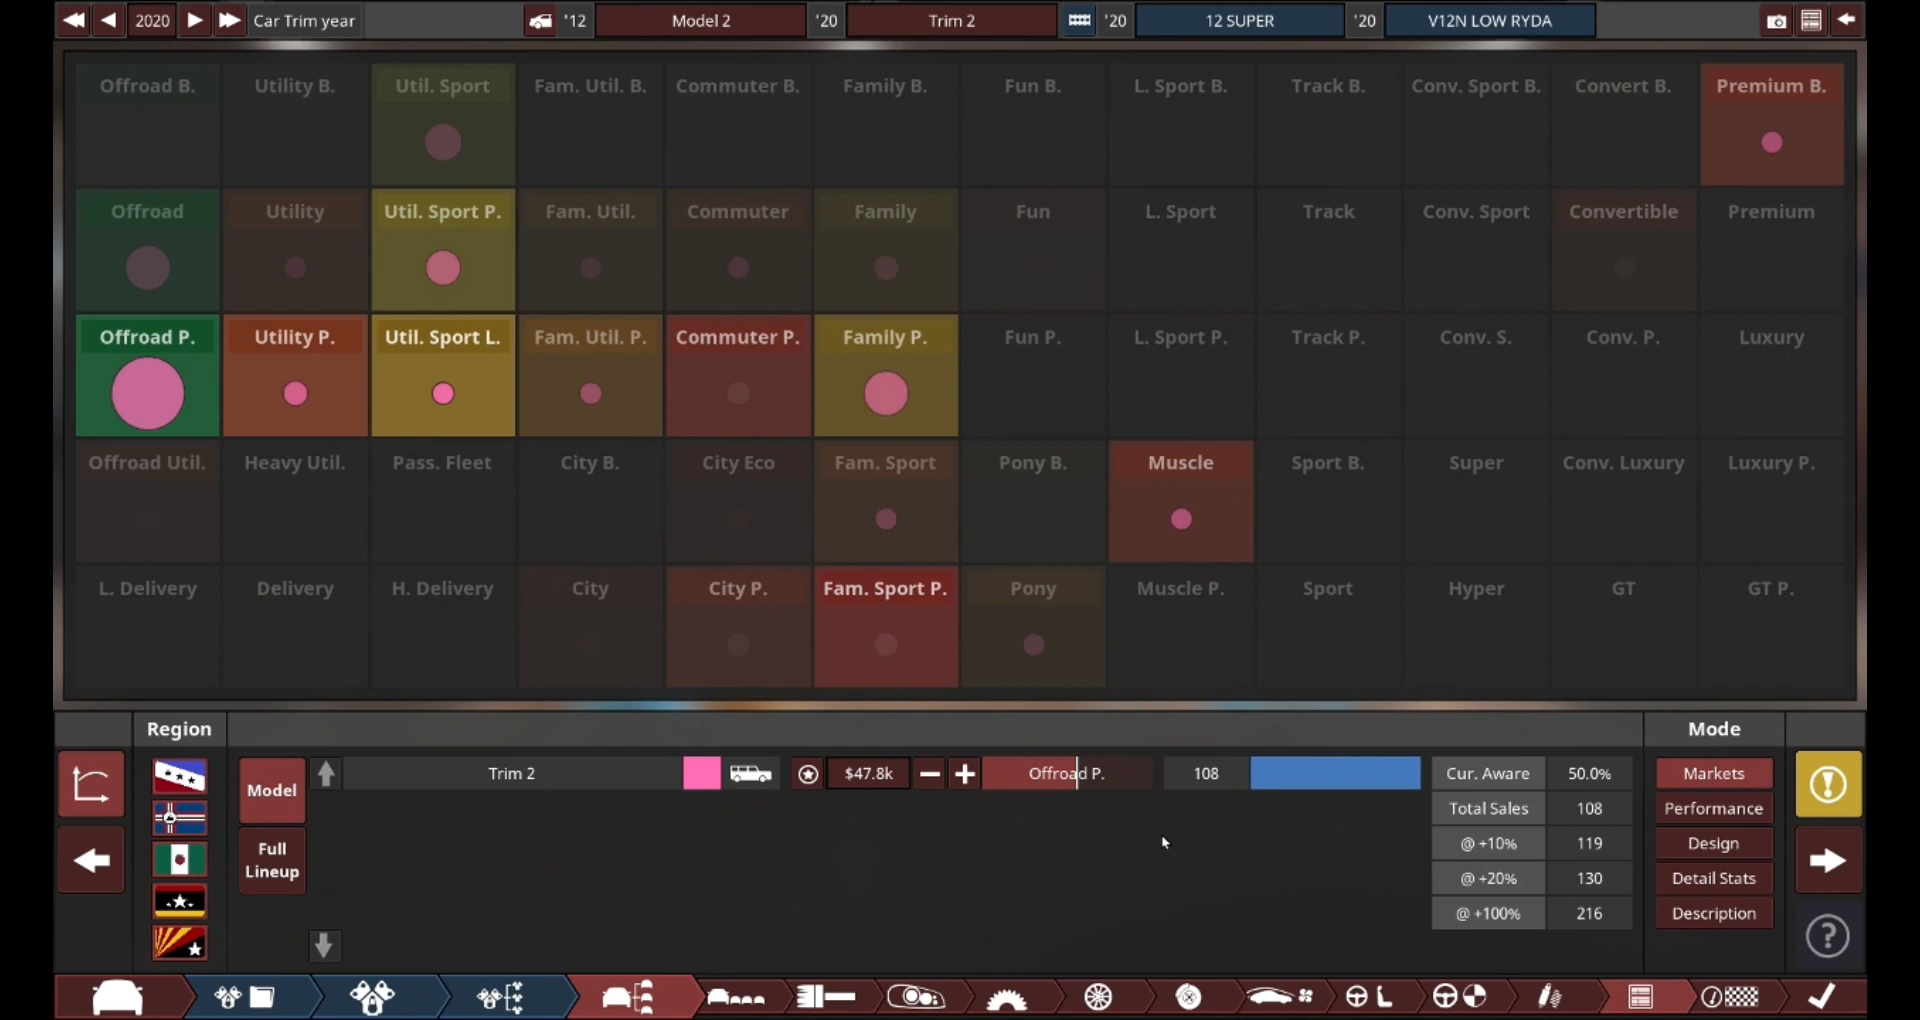 2020 Car Trim year '12 Model 2 '20 Trim 2 '20 12 SUPER '20 V12N LOW RYDA
Offroad B. Utility B. Util. Sport Fam. Util. B. Commuter B. Family B. Fun B. L. Sport B. Track B. Conv. Sport B. Convert B. Premium B.
Offroad Utility Util. Sport P. Fam. Util. Commuter Family Fun L. Sport Track Conv. Sport Convertible Premium
Offroad P. Utility P. Util. Sport L. Fam. Util. P. Commuter P. Family P. Fun P. L. Sport P. Track P. Conv. S. Conv. P. Luxury
Offroad Util. Heavy Util. Pass. Fleet City B. City Eco Fam. Sport Pony B. Muscle Sport B. Super Conv. Luxury Luxury P.
L. Delivery Delivery H. Delivery City City P. Fam. Sport P. Pony Muscle P. Sport Hyper GT GT P.
Region Mode
Model Trim 2 $47.8k Offroad P. 108 Cur. Aware 50.0% Markets
Total Sales 108 Performance
Full Lineup @ +10% 119 Design
@ +20% 130 Detail Stats
@ +100% 216 Description
?